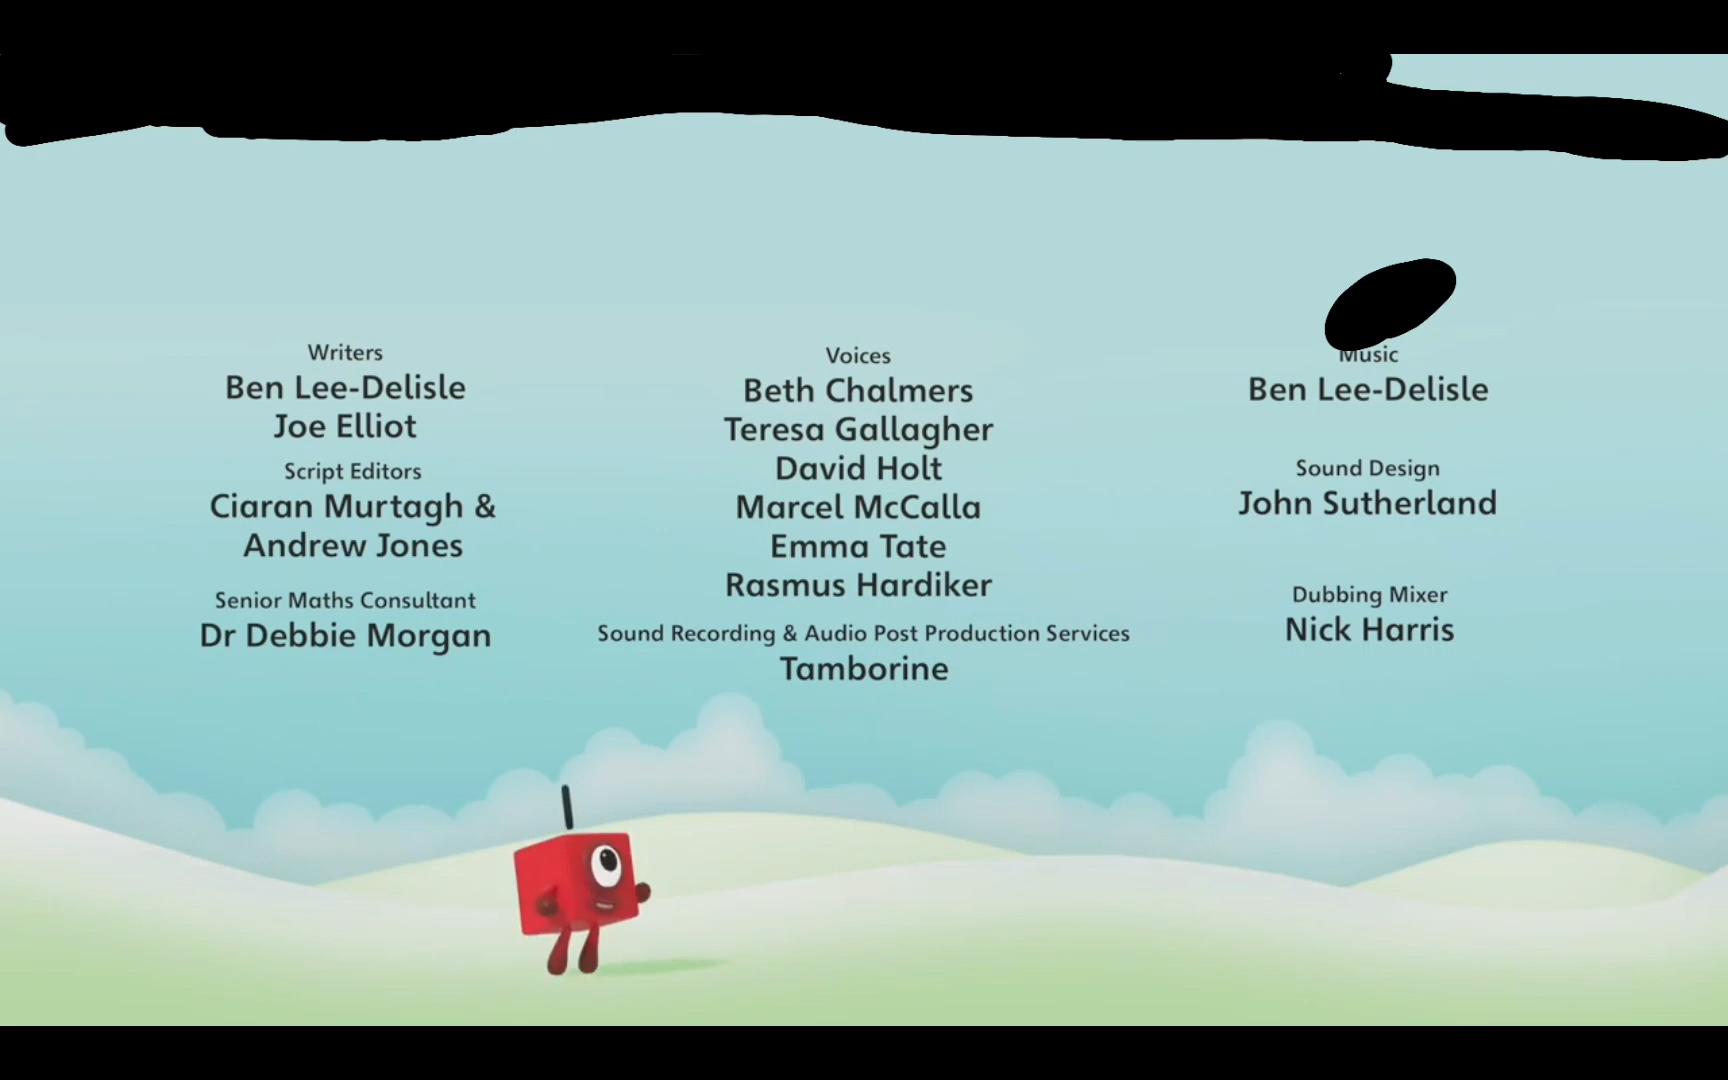 Writers
Ben Lee-Delisle
Joe Elliot
Script Editors
Ciaran Murtagh &
Andrew Jones
Senior Maths Consultant
Dr Debbie Morgan
Voices
Beth Chalmers
Teresa Gallagher
David Holt
Marcel McCalla
Emma Tate
Rasmus Hardiker
Sound Recording & Audio Post Production Services
Tamborine
Music
Ben Lee-Delisle
Sound Design
John Sutherland
Dubbing Mixer
Nick Harris